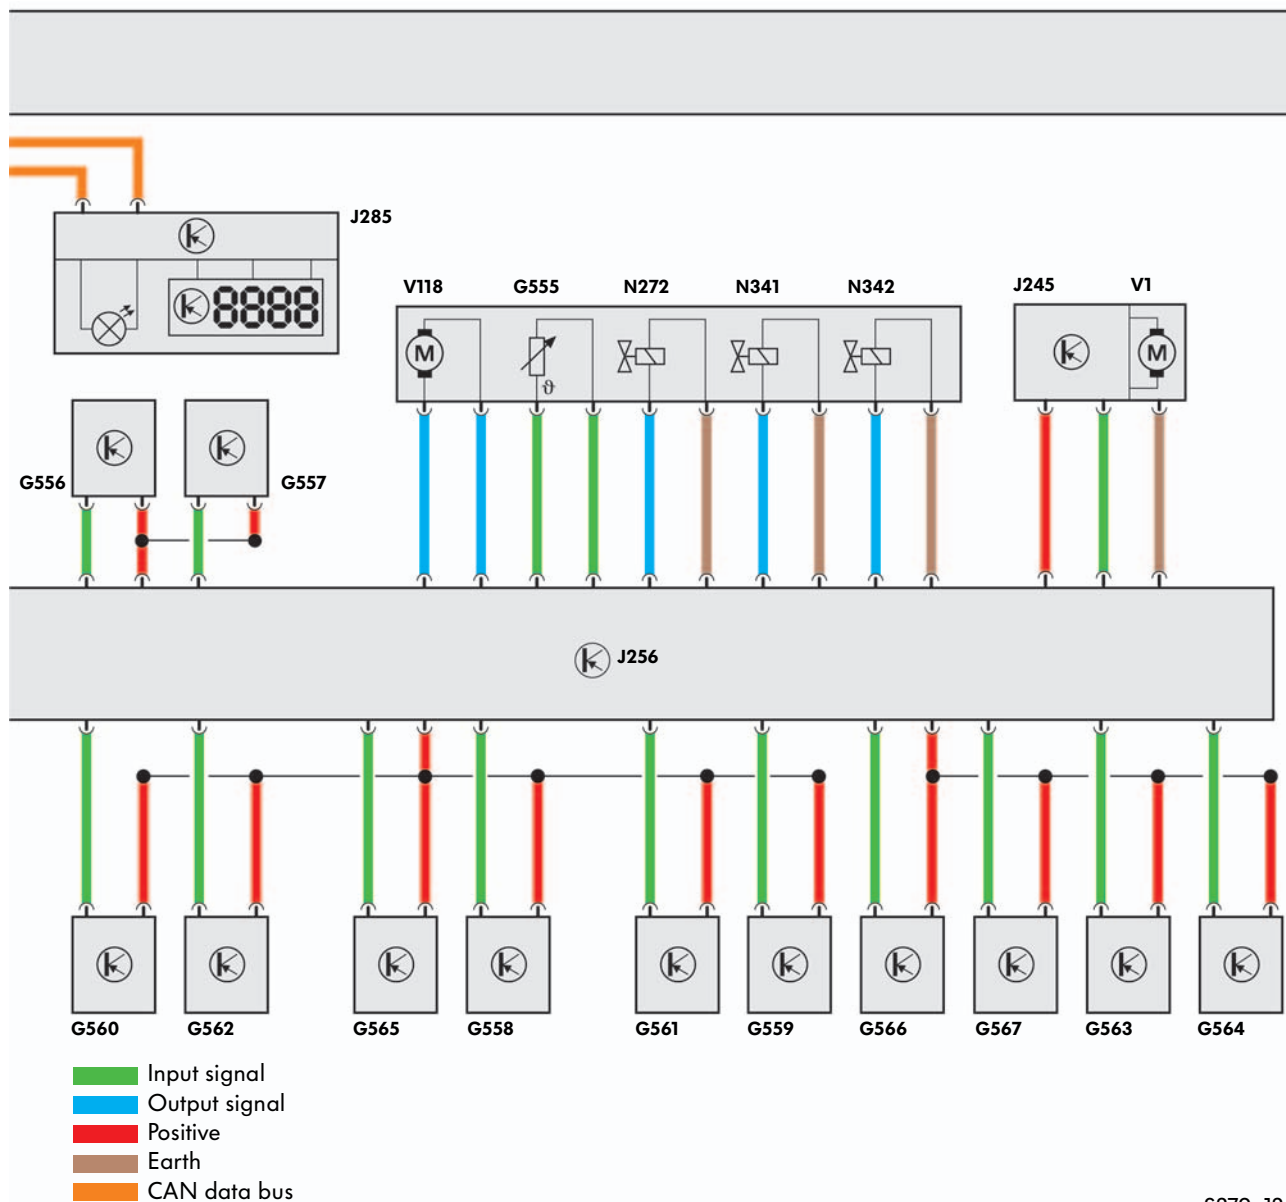 J285
8888
V118 G555 N272 N341 N342 J245 V1
M
ϑ
M
G556 G557
J256
G560 G562 G565 G558 G561 G559 G566 G567 G563 G564
Input signal
Output signal
Positive
Earth
CAN data bus